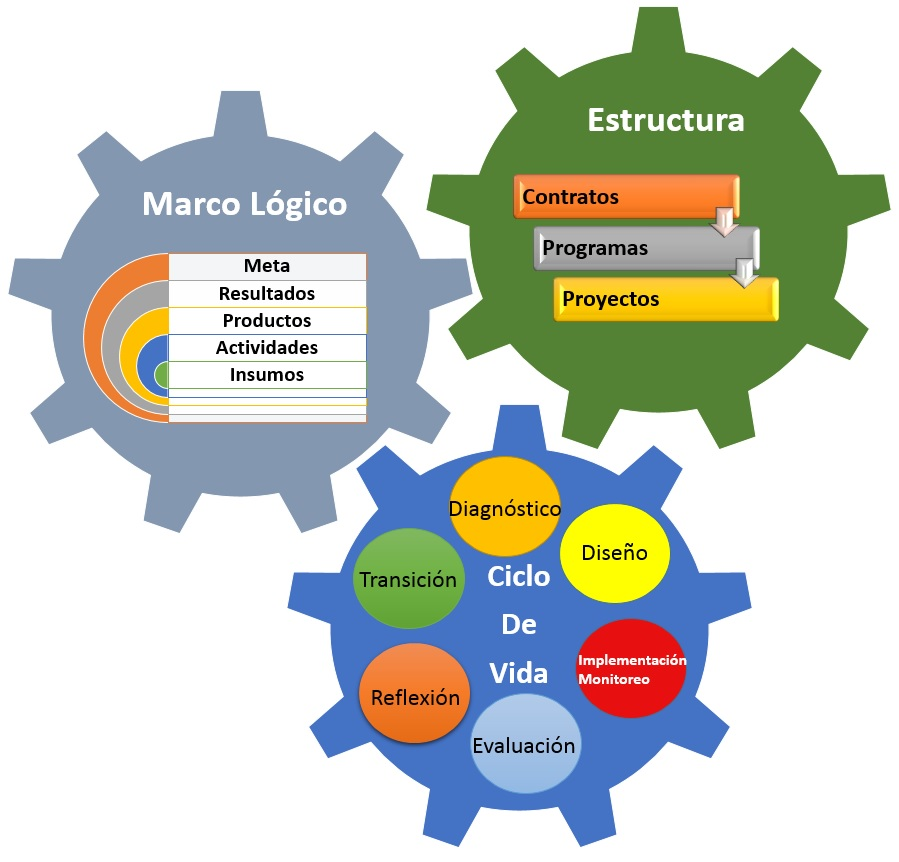 Estructura
Contratos
Programas
Proyectos
Marco Lógico
Meta
Resultados
Productos
Actividades
Insumos
Ciclo
De
Vida
Diagnóstico
Diseño
Implementación
Monitoreo
Evaluación
Reflexión
Transición